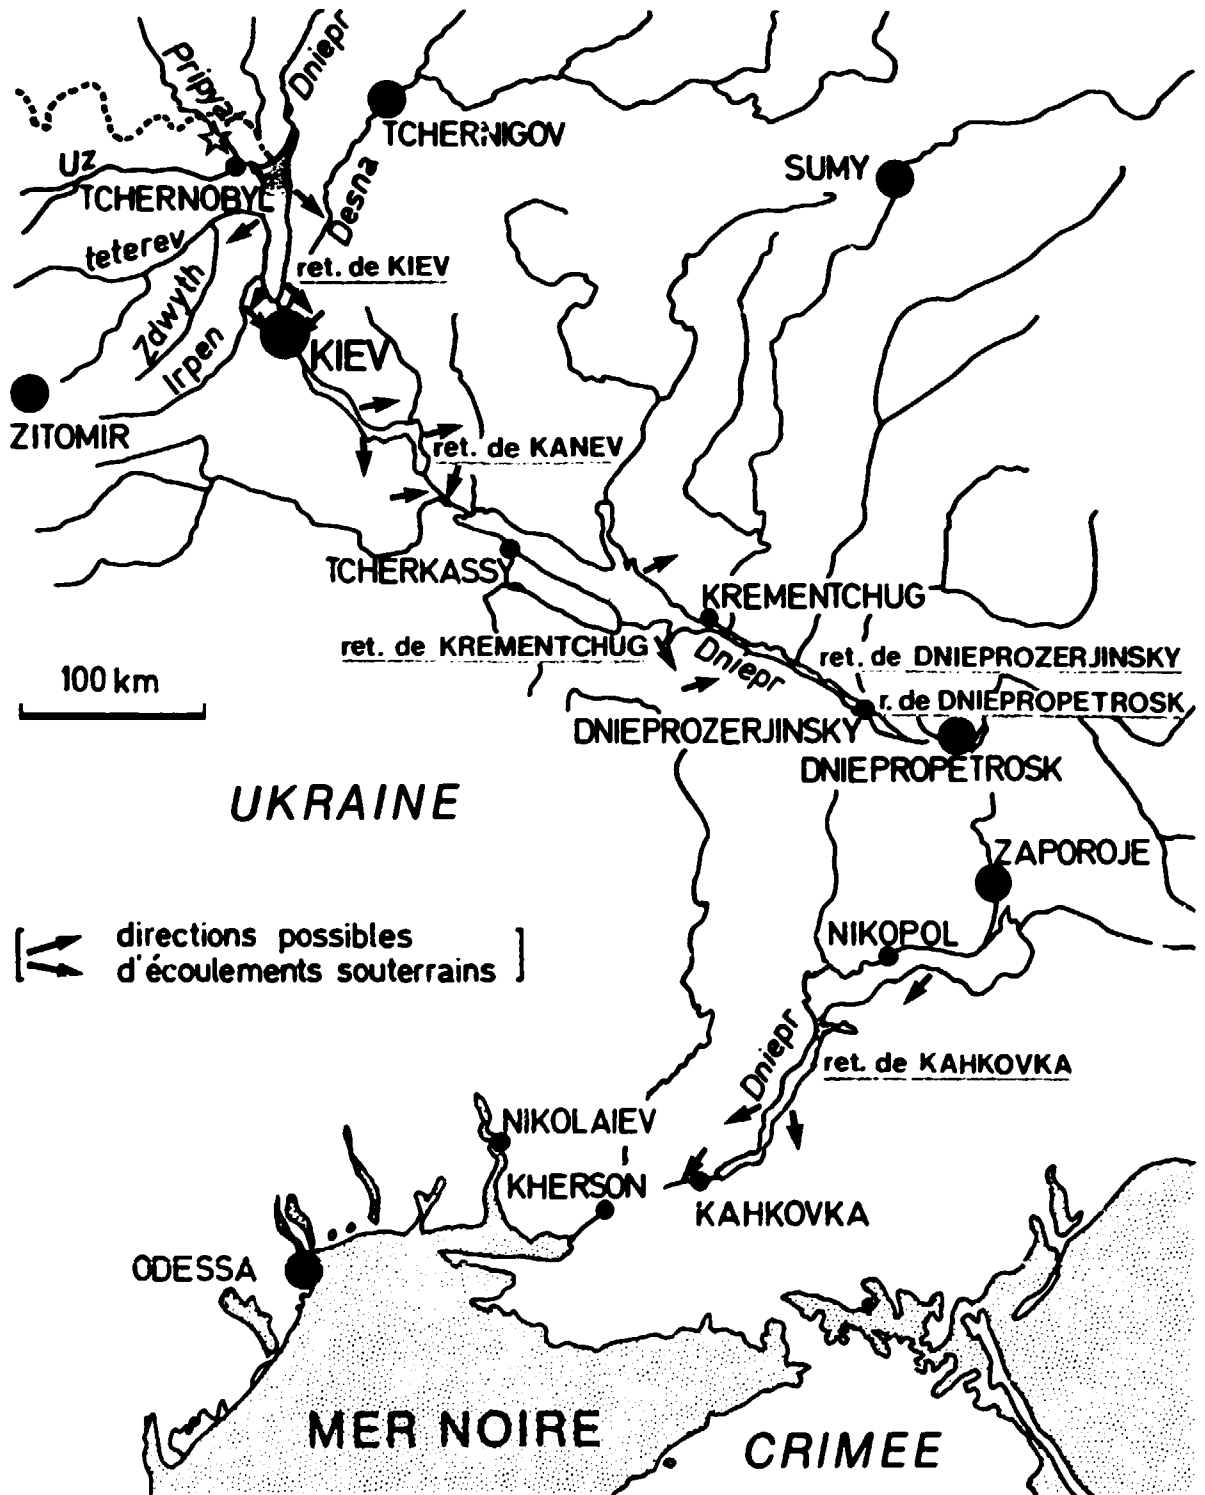 Pripyat
Dniepr
TCHERNIGOV
Uz
TCHERNOBYL
Desna
SUMY
teterev
ret. de KIEV
Zdwyth
Irpen
KIEV
ZITOMIR
ret. de KANEV
TCHERKASSY
KREMENTCHUG
ret. de KREMENTCHUG
Dniepr
ret. de DNIEPROZERJINSKY
100 km
r. de DNIEPROPETROSK
DNIEPROZERJINSKY
DNIEPROPETROSK
UKRAINE
ZAPOROJE
directions possibles
d'écoulements souterrains
NIKOPOL
Dniepr
ret. de KAHKOVKA
NIKOLAIEV
KHERSON
KAHKOVKA
ODESSA
MER NOIRE
CRIMEE